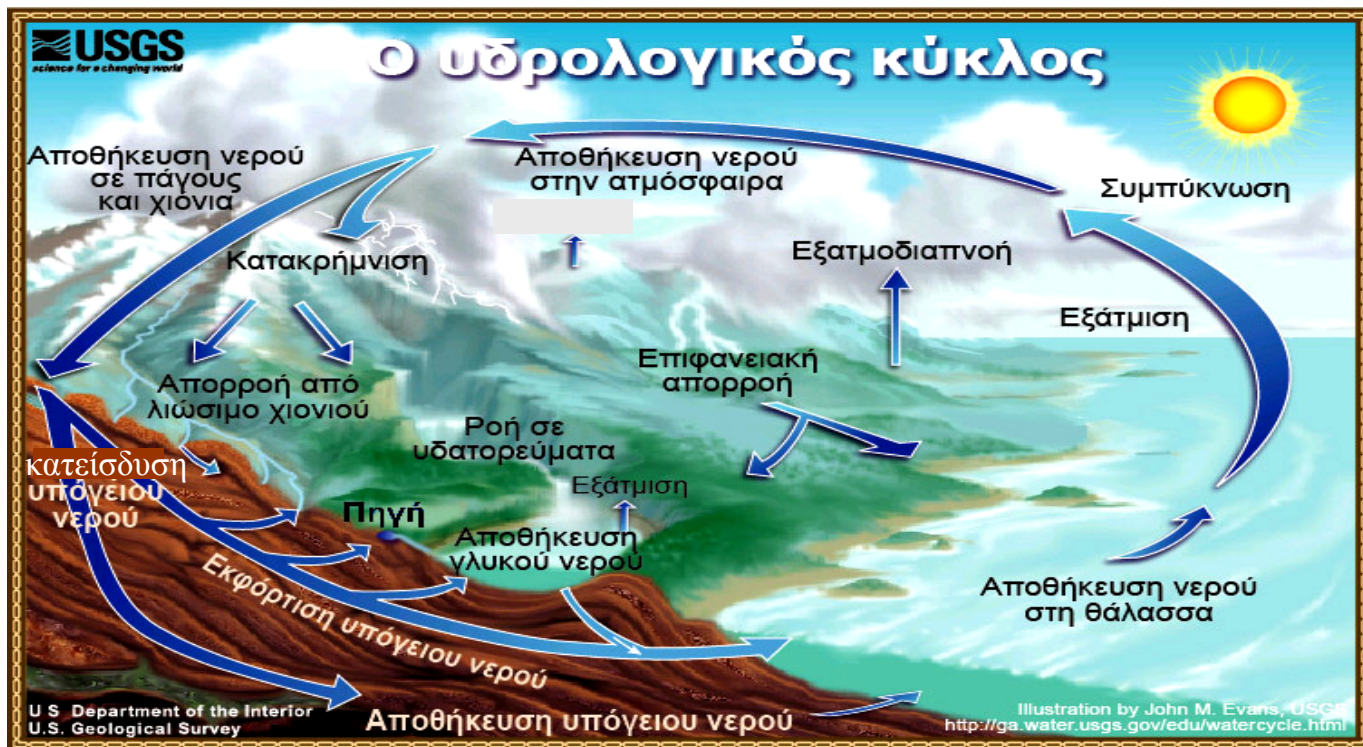 USGS
science for a changing world
Ο υδρολογικός κύκλος
Αποθήκευση νερού
σε πάγους
και χιόνια
Αποθήκευση νερού
στην ατμόσφαιρα
Συμπύκνωση
Κατακρήμνιση
Εξατμοδιαπνοή
Εξάτμιση
Επιφανειακή
απορροή
Απορροή από
λιώσιμο χιονιού
Ροή σε
υδατορεύματα
κατείσδυση
υπόγειου
νερού
Εξάτμιση
Πηγή
Αποθήκευση
γλυκού νερού
Εκφόρτιση υπόγειου νερού
Αποθήκευση νερού
στη θάλασσα
U S Department of the Interior
U.S. Geological Survey
Αποθήκευση υπόγειου νερού
Illustration by John M. Evans, USGS
http://ga.water.usgs.gov/edu/watercycle.html